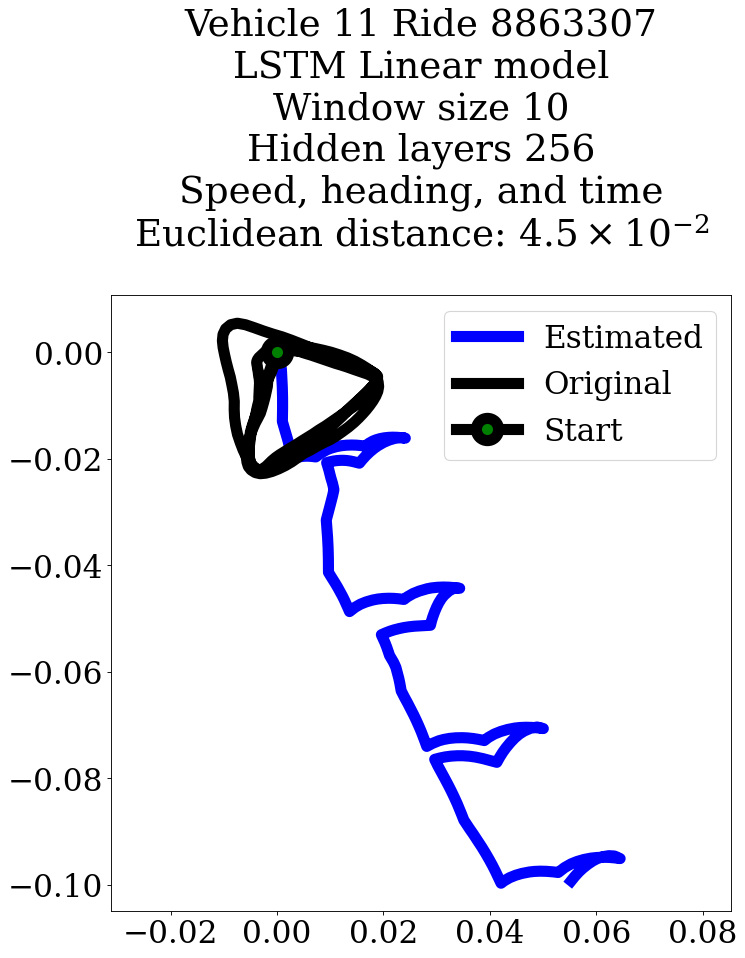 Vehicle 11 Ride 8863307
LSTM Linear model
Window size 10
Hidden layers 256
Speed, heading, and time
Euclidean distance: 4.5 × 10⁻²
Estimated
Original
Start
0.00
−0.02
−0.04
−0.06
−0.08
−0.10
−0.02 0.00 0.02 0.04 0.06 0.08